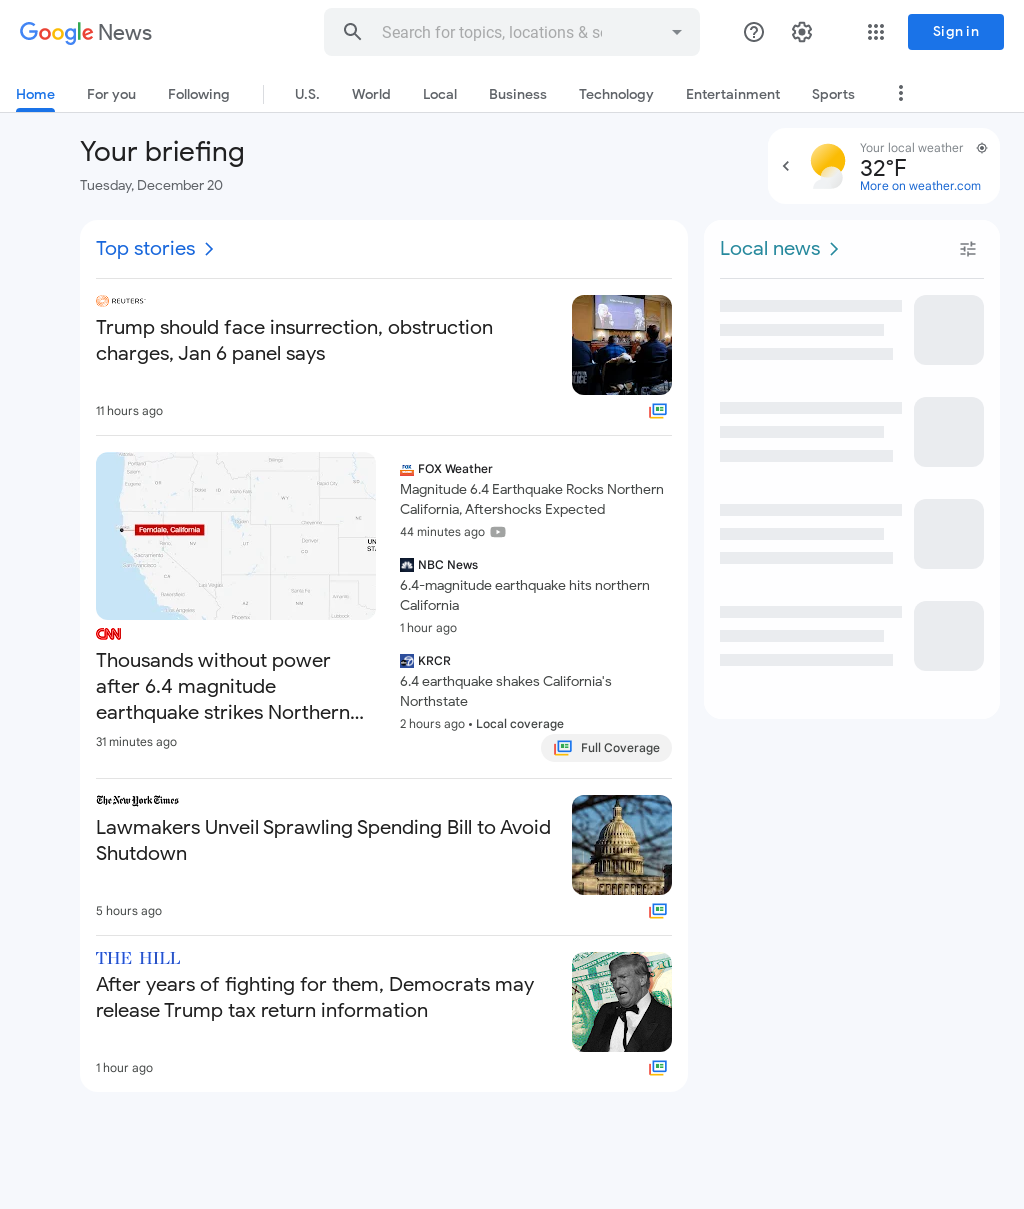 Google News
Search for topics, locations & s
Sign in
Home
For you
Following
U.S.
World
Local
Business
Technology
Entertainment
Sports
Your briefing
Tuesday, December 20
Your local weather
32°F
More on weather.com
Top stories
REUTERS
Trump should face insurrection, obstruction
charges, Jan 6 panel says
11 hours ago
Ferndale, California
CNN
Thousands without power
after 6.4 magnitude
earthquake strikes Northern...
31 minutes ago
FOX Weather
Magnitude 6.4 Earthquake Rocks Northern
California, Aftershocks Expected
44 minutes ago
NBC News
6.4-magnitude earthquake hits northern
California
1 hour ago
KRCR
6.4 earthquake shakes California's
Northstate
2 hours ago • Local coverage
Full Coverage
The New York Times
Lawmakers Unveil Sprawling Spending Bill to Avoid
Shutdown
5 hours ago
THE HILL
After years of fighting for them, Democrats may
release Trump tax return information
1 hour ago
Local news